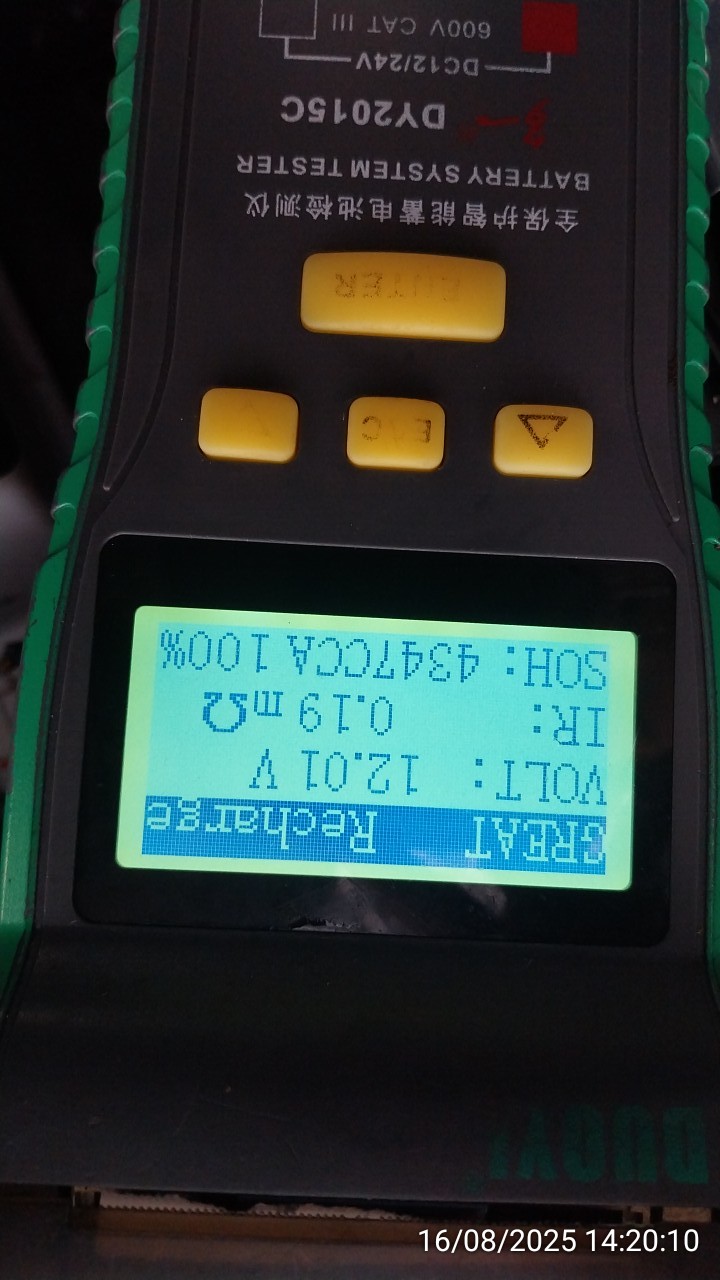 DUOYI
GREAT Recharge
VOLT: 12.01 V
IR: 0.19 mΩ
SOH: 4347CCA 100%
ENTER
全保护智能蓄电池检测仪
BATTERY SYSTEM TESTER
DY2015C
DC12/24V
600V CAT III
16/08/2025 14:20:10